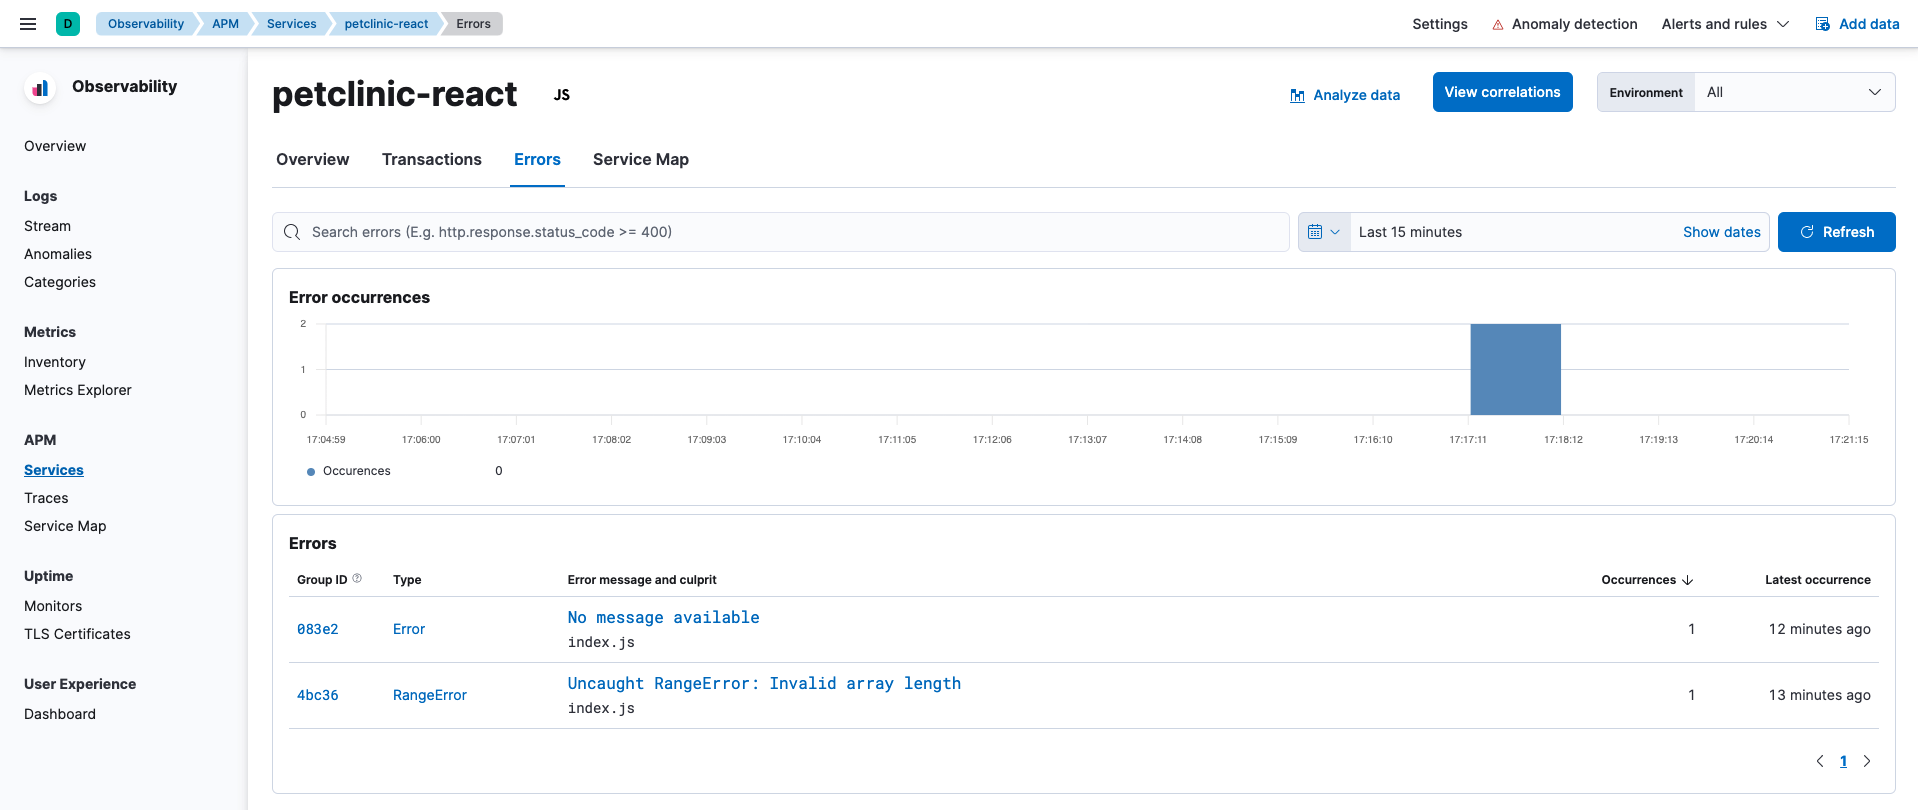 D Observability APM Services petclinic-react Errors Settings Anomaly detection Alerts and rules Add data
Observability
petclinic-react JS Analyze data View correlations Environment All
Overview
Logs
Stream
Anomalies
Categories
Metrics
Inventory
Metrics Explorer
APM
Services
Traces
Service Map
Uptime
Monitors
TLS Certificates
User Experience
Dashboard
Overview Transactions Errors Service Map
Search errors (E.g. http.response.status_code >= 400) Last 15 minutes Show dates Refresh
Error occurrences
2
1
0
17:04:59 17:06:00 17:07:01 17:08:02 17:09:03 17:10:04 17:11:05 17:12:06 17:13:07 17:14:08 17:15:09 17:16:10 17:17:11 17:18:12 17:19:13 17:20:14 17:21:15
Occurences 0
Errors
Group ID Type Error message and culprit Occurrences Latest occurrence
083e2 Error No message available 1 12 minutes ago
index.js
4bc36 RangeError Uncaught RangeError: Invalid array length 1 13 minutes ago
index.js
1